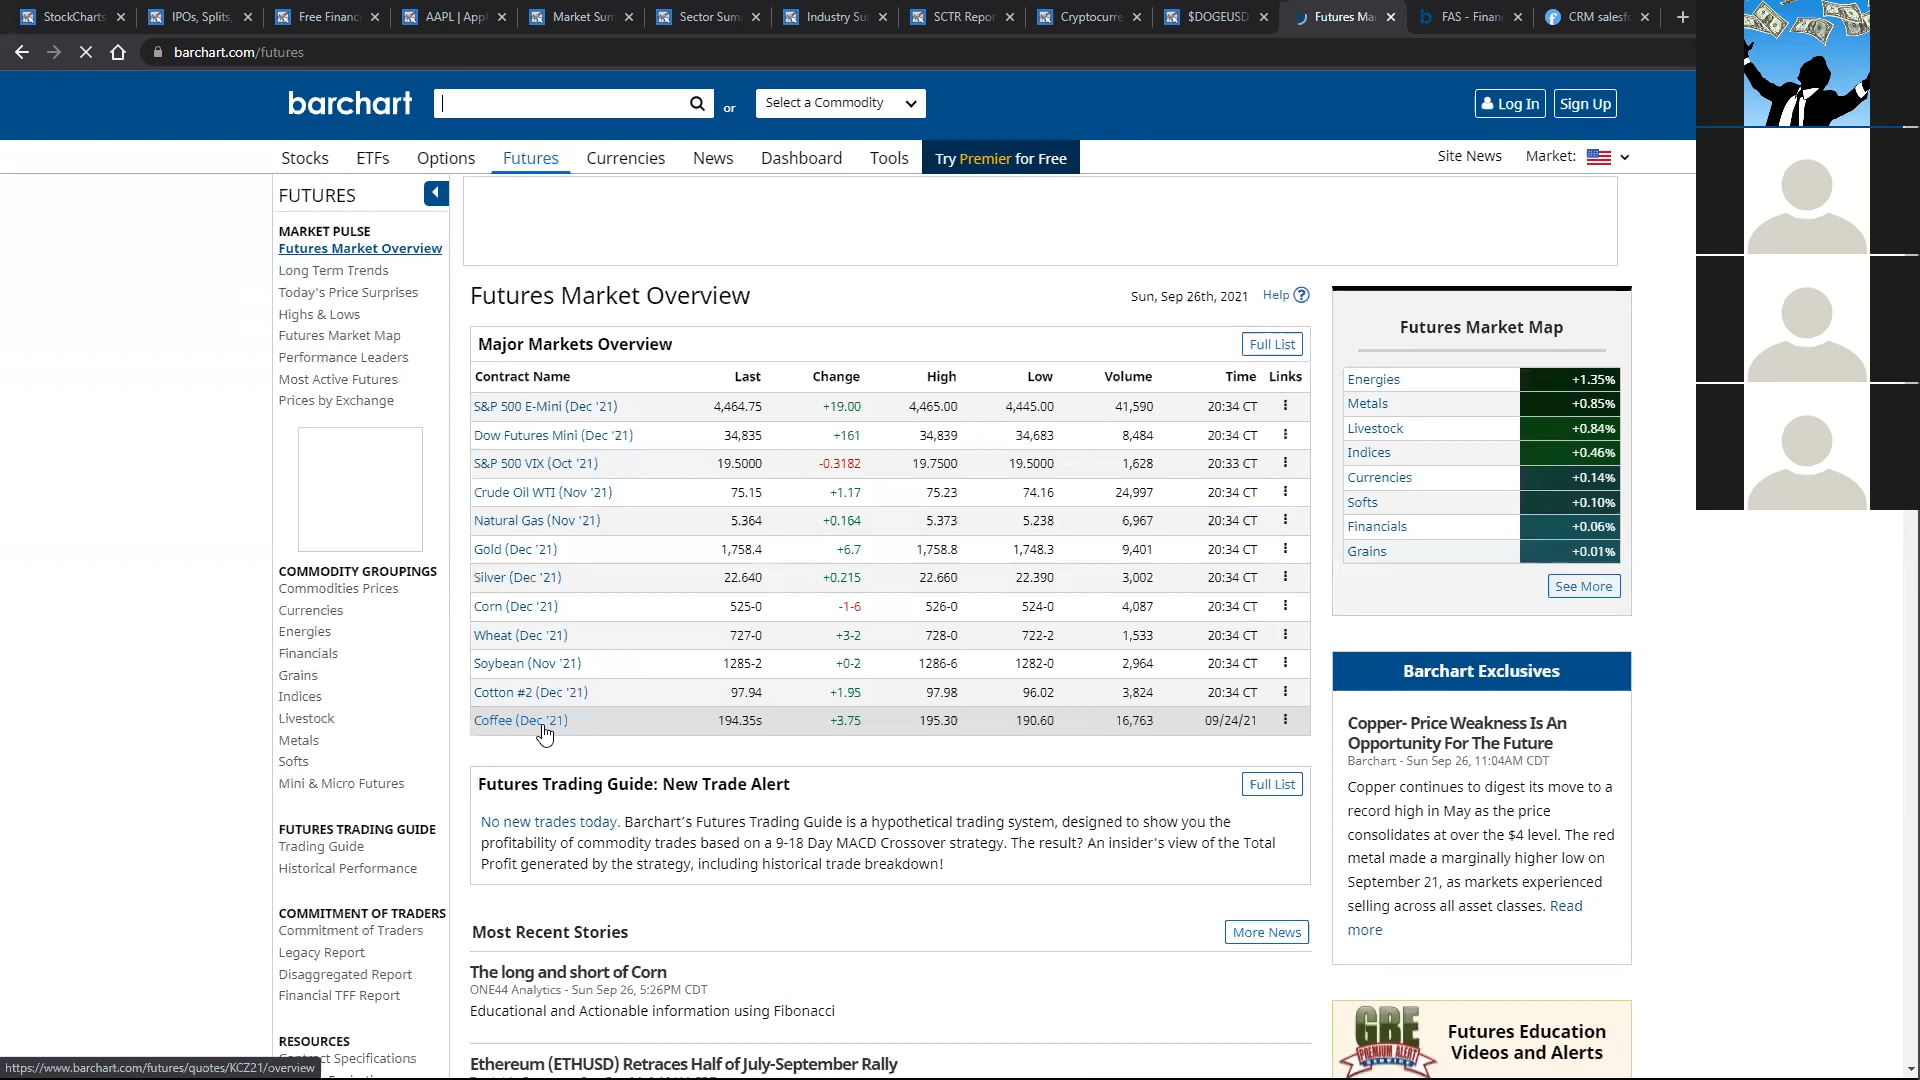 StockCharts
IPOs, Splits,
Free Financ
AAPL | Appl
Market Sum
Sector Sum
Industry Su
SCTR Repor
Cryptocurre
$DOGEUSD
Futures Ma
FAS - Finan
CRM salesf
barchart.com/futures
barchart
or
Select a Commodity
Log In
Sign Up
Stocks
ETFs
Options
Futures
Currencies
News
Dashboard
Tools
Try Premier for Free
Site News
Market:
FUTURES
MARKET PULSE
Futures Market Overview
Long Term Trends
Today's Price Surprises
Highs & Lows
Futures Market Map
Performance Leaders
Most Active Futures
Prices by Exchange
COMMODITY GROUPINGS
Commodities Prices
Currencies
Energies
Financials
Grains
Indices
Livestock
Metals
Softs
Mini & Micro Futures
FUTURES TRADING GUIDE
Trading Guide
Historical Performance
COMMITMENT OF TRADERS
Commitment of Traders
Legacy Report
Disaggregated Report
Financial TFF Report
RESOURCES
Contract Specifications
https://www.barchart.com/futures/quotes/KCZ21/overview
Futures Market Overview
Sun, Sep 26th, 2021
Help ?
Major Markets Overview
Full List
Contract Name Last Change High Low Volume Time Links
S&P 500 E-Mini (Dec '21) 4,464.75 +19.00 4,465.00 4,445.00 41,590 20:34 CT
Dow Futures Mini (Dec '21) 34,835 +161 34,839 34,683 8,484 20:34 CT
S&P 500 VIX (Oct '21) 19.5000 -0.3182 19.7500 19.5000 1,628 20:33 CT
Crude Oil WTI (Nov '21) 75.15 +1.17 75.23 74.16 24,997 20:34 CT
Natural Gas (Nov '21) 5.364 +0.164 5.373 5.238 6,967 20:34 CT
Gold (Dec '21) 1,758.4 +6.7 1,758.8 1,748.3 9,401 20:34 CT
Silver (Dec '21) 22.640 +0.215 22.660 22.390 3,002 20:34 CT
Corn (Dec '21) 525-0 -1-6 526-0 524-0 4,087 20:34 CT
Wheat (Dec '21) 727-0 +3-2 728-0 722-2 1,533 20:34 CT
Soybean (Nov '21) 1285-2 +0-2 1286-6 1282-0 2,964 20:34 CT
Cotton #2 (Dec '21) 97.94 +1.95 97.98 96.02 3,824 20:34 CT
Coffee (Dec '21) 194.35s +3.75 195.30 190.60 16,763 09/24/21
Futures Trading Guide: New Trade Alert
Full List
No new trades today. Barchart's Futures Trading Guide is a hypothetical trading system, designed to show you the
profitability of commodity trades based on a 9-18 Day MACD Crossover strategy. The result? An insider's view of the Total
Profit generated by the strategy, including historical trade breakdown!
Most Recent Stories
More News
The long and short of Corn
ONE44 Analytics - Sun Sep 26, 5:26PM CDT
Educational and Actionable information using Fibonacci
Ethereum (ETHUSD) Retraces Half of July-September Rally
Futures Market Map
Energies +1.35%
Metals +0.85%
Livestock +0.84%
Indices +0.46%
Currencies +0.14%
Softs +0.10%
Financials +0.06%
Grains +0.01%
See More
Barchart Exclusives
Copper- Price Weakness Is An
Opportunity For The Future
Barchart - Sun Sep 26, 11:04AM CDT
Copper continues to digest its move to a
record high in May as the price
consolidates at over the $4 level. The red
metal made a marginally higher low on
September 21, as markets experienced
selling across all asset classes. Read
more
GBE
PREMIUM ALERT
Futures Education
Videos and Alerts